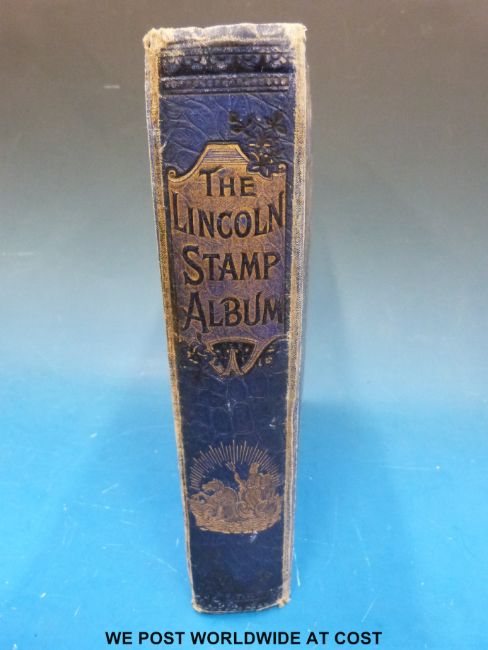 THE
LINCOLN
STAMP
ALBUM
WE POST WORLDWIDE AT COST